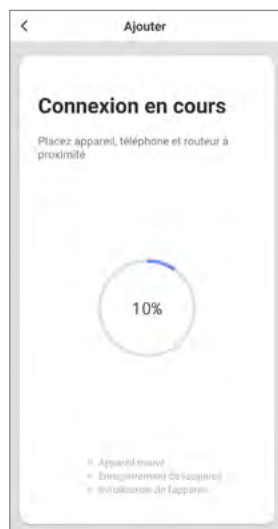 Ajouter
Connexion en cours
Placez appareil, téléphone et routeur à
proximité
10%
Appareil trouvé
Enregistrement de l'appareil
Initialisation de l'appareil